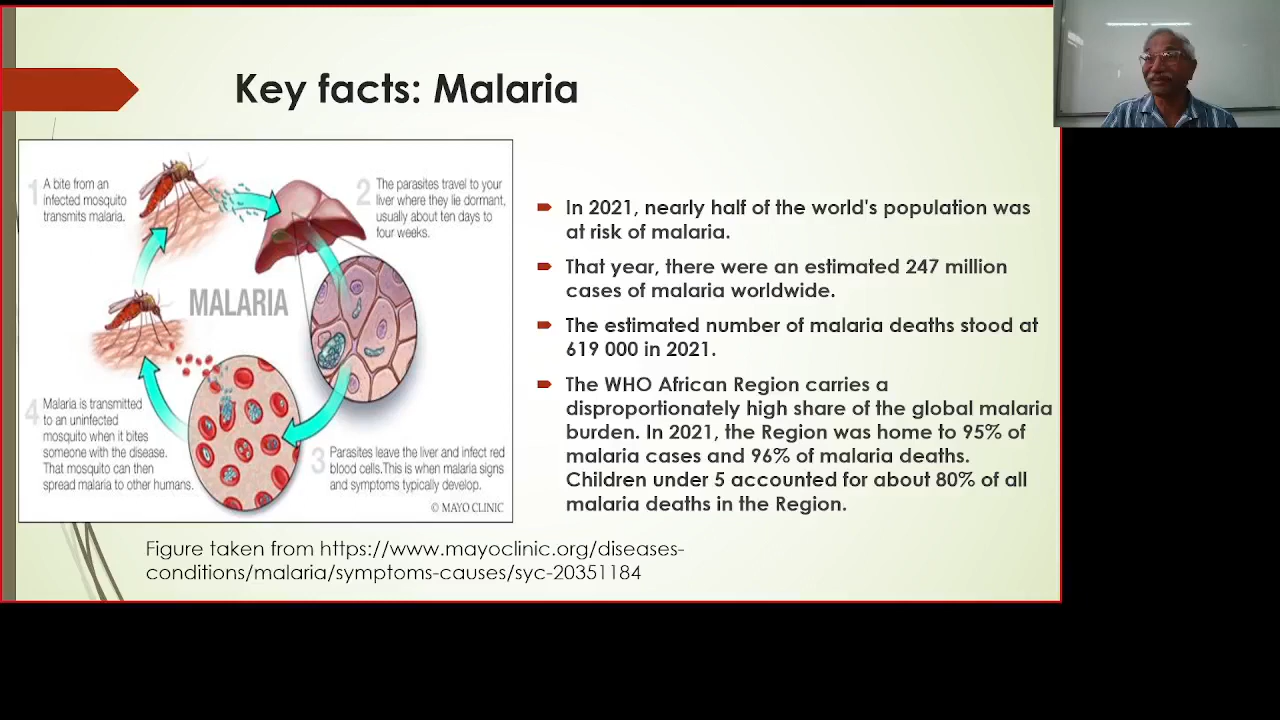 Key facts: Malaria
1
A bite from an
infected mosquito
transmits malaria.
2
The parasites travel to your
liver where they lie dormant,
usually about ten days to
four weeks.
MALARIA
4
Malaria is transmitted
to an uninfected
mosquito when it bites
someone with the disease.
That mosquito can then
spread malaria to other humans.
3
Parasites leave the liver and infect red
blood cells.This is when malaria signs
and symptoms typically develop.
© MAYO CLINIC
In 2021, nearly half of the world's population was
at risk of malaria.
That year, there were an estimated 247 million
cases of malaria worldwide.
The estimated number of malaria deaths stood at
619 000 in 2021.
The WHO African Region carries a
disproportionately high share of the global malaria
burden. In 2021, the Region was home to 95% of
malaria cases and 96% of malaria deaths.
Children under 5 accounted for about 80% of all
malaria deaths in the Region.
Figure taken from https://www.mayoclinic.org/diseases-
conditions/malaria/symptoms-causes/syc-20351184